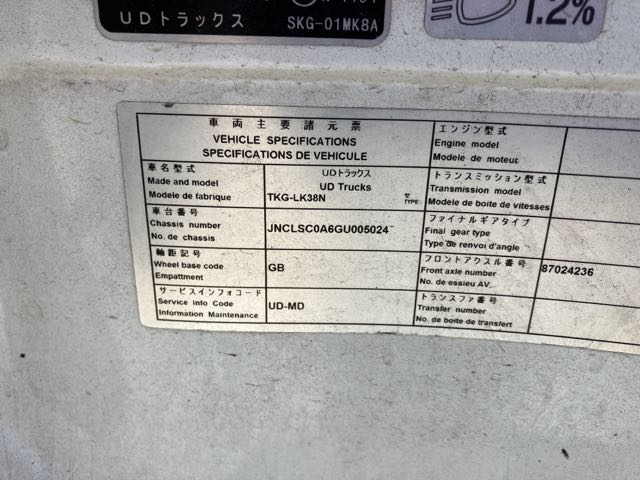 UDトラックス SKG-01MK8A
1.2%
車両主要諸元票
VEHICLE SPECIFICATIONS
SPECIFICATIONS DE VEHICULE
車名型式
Made and model
Modele de fabrique
UDトラックス
UD Trucks
TKG-LK38N
型
TYPE
車台番号
Chassis number
No. de chassis
JNCLSC0A6GU005024
軸距記号
Wheel base code
Empattment
GB
サービスインフォコード
Service info Code
Information Maintenance
UD-MD
エンジン型式
Engine model
Modele de moteur
トランスミッション型式
Transmission model
Modele de boite de vitesses
ファイナルギアタイプ
Final gear type
Type de renvoi d'angle
フロントアクスル番号
Front axle number
No. de essieu AV.
87024236
トランスファ番号
Transfer number
No. de boite de transfert